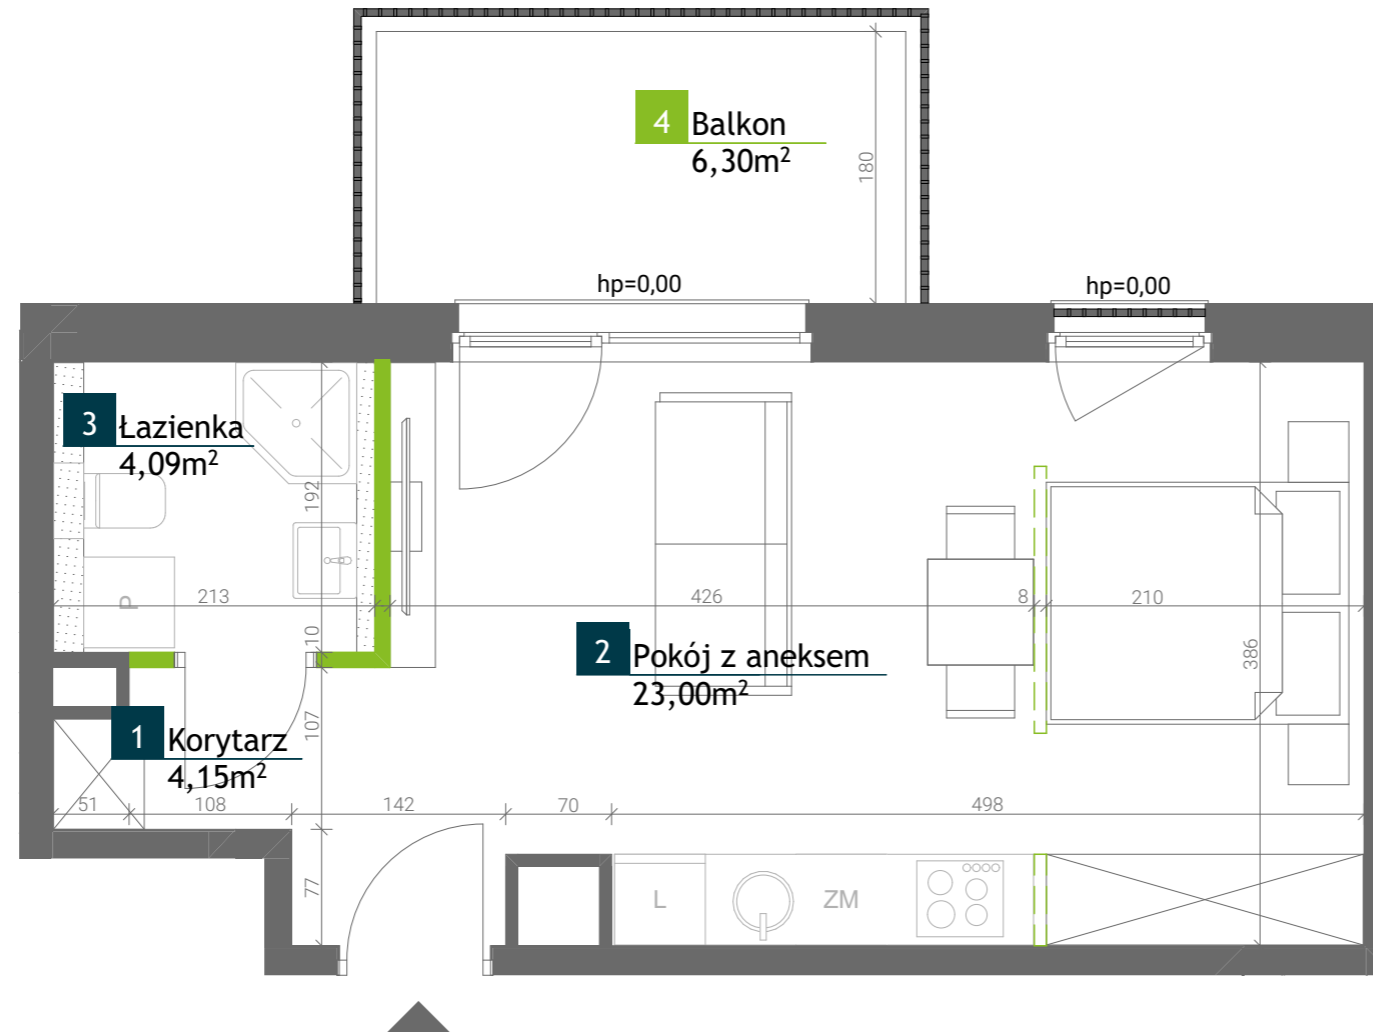 4 Balkon
6,30m²
180
hp=0,00
hp=0,00
3 Łazienka
4,09m²
192
P
213
426
8
210
10
2 Pokój z aneksem
23,00m²
386
107
1 Korytarz
4,15m²
51
108
142
70
498
77
L
ZM